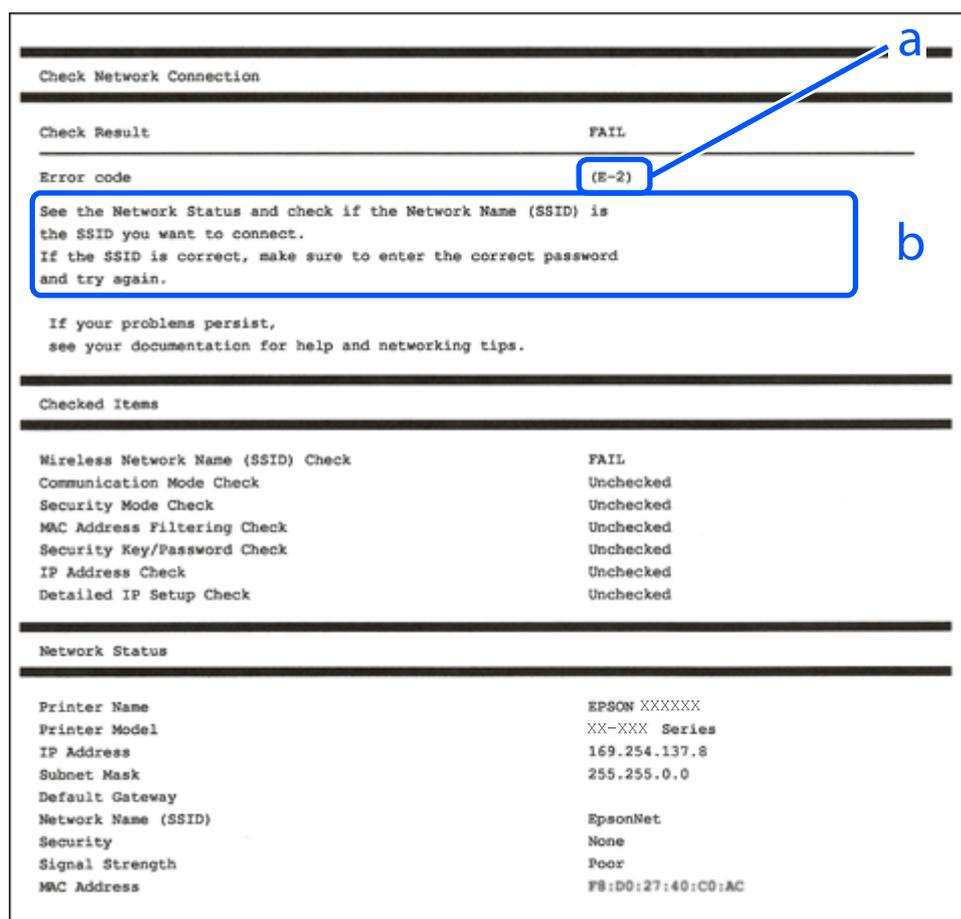 a
Check Network Connection
Check Result FAIL
Error code (E-2)
See the Network Status and check if the Network Name (SSID) is
the SSID you want to connect.
If the SSID is correct, make sure to enter the correct password
and try again.
b
If your problems persist,
see your documentation for help and networking tips.
Checked Items
Wireless Network Name (SSID) Check FAIL
Communication Mode Check Unchecked
Security Mode Check Unchecked
MAC Address Filtering Check Unchecked
Security Key/Password Check Unchecked
IP Address Check Unchecked
Detailed IP Setup Check Unchecked
Network Status
Printer Name EPSON XXXXXX
Printer Model XX-XXX Series
IP Address 169.254.137.8
Subnet Mask 255.255.0.0
Default Gateway
Network Name (SSID) EpsonNet
Security None
Signal Strength Poor
MAC Address F8:D0:27:40:C0:AC